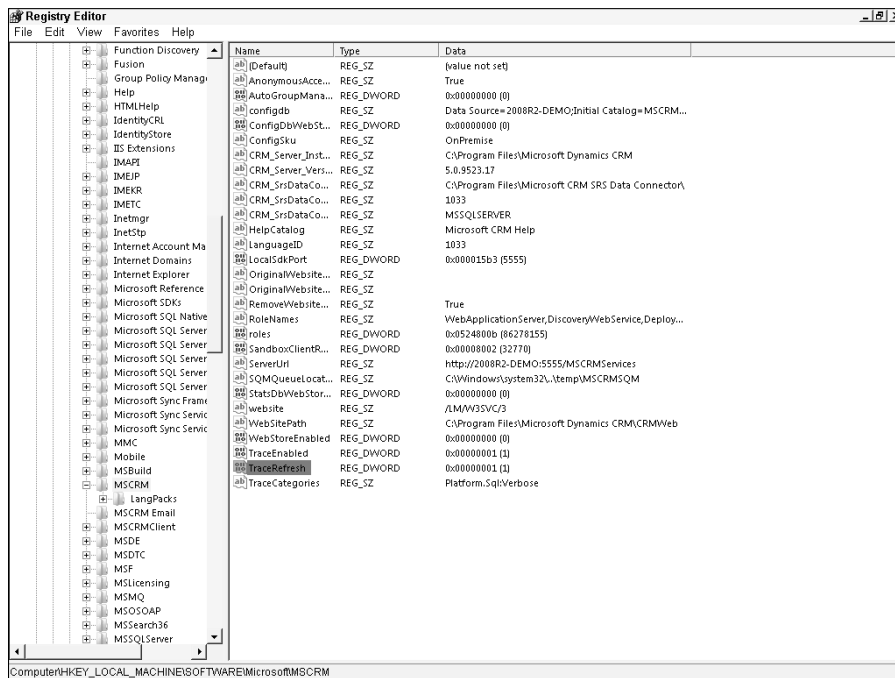 Registry Editor
File Edit View Favorites Help
Function Discovery
Fusion
Group Policy Manage
Help
HTMLHelp
IdentityCRL
IdentityStore
IIS Extensions
IMAPI
IMEJP
IMEKR
IMETC
Inetmgr
InetStp
Internet Account Ma
Internet Domains
Internet Explorer
Microsoft Reference
Microsoft SDKs
Microsoft SQL Native
Microsoft SQL Server
Microsoft SQL Server
Microsoft SQL Server
Microsoft SQL Server
Microsoft SQL Server
Microsoft Sync Frame
Microsoft Sync Servic
Microsoft Sync Servic
MMC
Mobile
MSBuild
MSCRM
LangPacks
MSCRM Email
MSCRMClient
MSDE
MSDTC
MSF
MSLicensing
MSMQ
MSOSOAP
MSSearch36
MSSQLServer
Name Type Data
(Default) REG_SZ (value not set)
AnonymousAcce... REG_SZ True
AutoGroupMana... REG_DWORD 0x00000000 (0)
configdb REG_SZ Data Source=2008R2-DEMO;Initial Catalog=MSCRM...
ConfigDbWebSt... REG_DWORD 0x00000000 (0)
ConfigSku REG_SZ OnPremise
CRM_Server_Inst... REG_SZ C:\Program Files\Microsoft Dynamics CRM
CRM_Server_Vers... REG_SZ 5.0.9523.17
CRM_SrsDataCo... REG_SZ C:\Program Files\Microsoft CRM SRS Data Connector\
CRM_SrsDataCo... REG_SZ 1033
CRM_SrsDataCo... REG_SZ MSSQLSERVER
HelpCatalog REG_SZ Microsoft CRM Help
LanguageID REG_SZ 1033
LocalSdkPort REG_DWORD 0x000015b3 (5555)
OriginalWebsite... REG_SZ
OriginalWebsite... REG_SZ
RemoveWebsite... REG_SZ True
RoleNames REG_SZ WebApplicationServer,DiscoveryWebService,Deploy...
roles REG_DWORD 0x0524800b (86278155)
SandboxClientR... REG_DWORD 0x00008002 (32770)
ServerUrl REG_SZ http://2008R2-DEMO:5555/MSCRMServices
SQMQueueLocat... REG_SZ C:\Windows\system32\..\temp\MSCRMSQM
StatsDbWebStor... REG_DWORD 0x00000000 (0)
website REG_SZ /LM/W3SVC/3
WebSitePath REG_SZ C:\Program Files\Microsoft Dynamics CRM\CRMWeb
WebStoreEnabled REG_DWORD 0x00000000 (0)
TraceEnabled REG_DWORD 0x00000001 (1)
TraceRefresh REG_DWORD 0x00000001 (1)
TraceCategories REG_SZ Platform.Sql:Verbose
Computer\HKEY_LOCAL_MACHINE\SOFTWARE\Microsoft\MSCRM